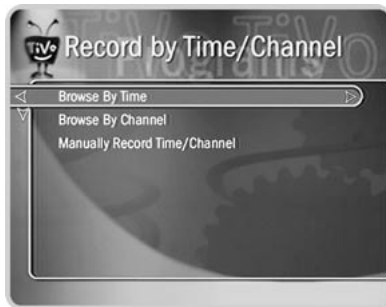 TiVo
Record by Time/Channel
Browse By Time
Browse By Channel
Manually Record Time/Channel